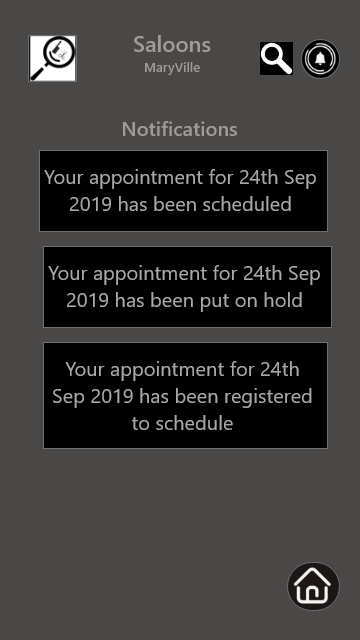 Saloons
MaryVille
Notifications
Your appointment for 24th Sep
2019 has been scheduled
Your appointment for 24th Sep
2019 has been put on hold
Your appointment for 24th
Sep 2019 has been registered
to schedule